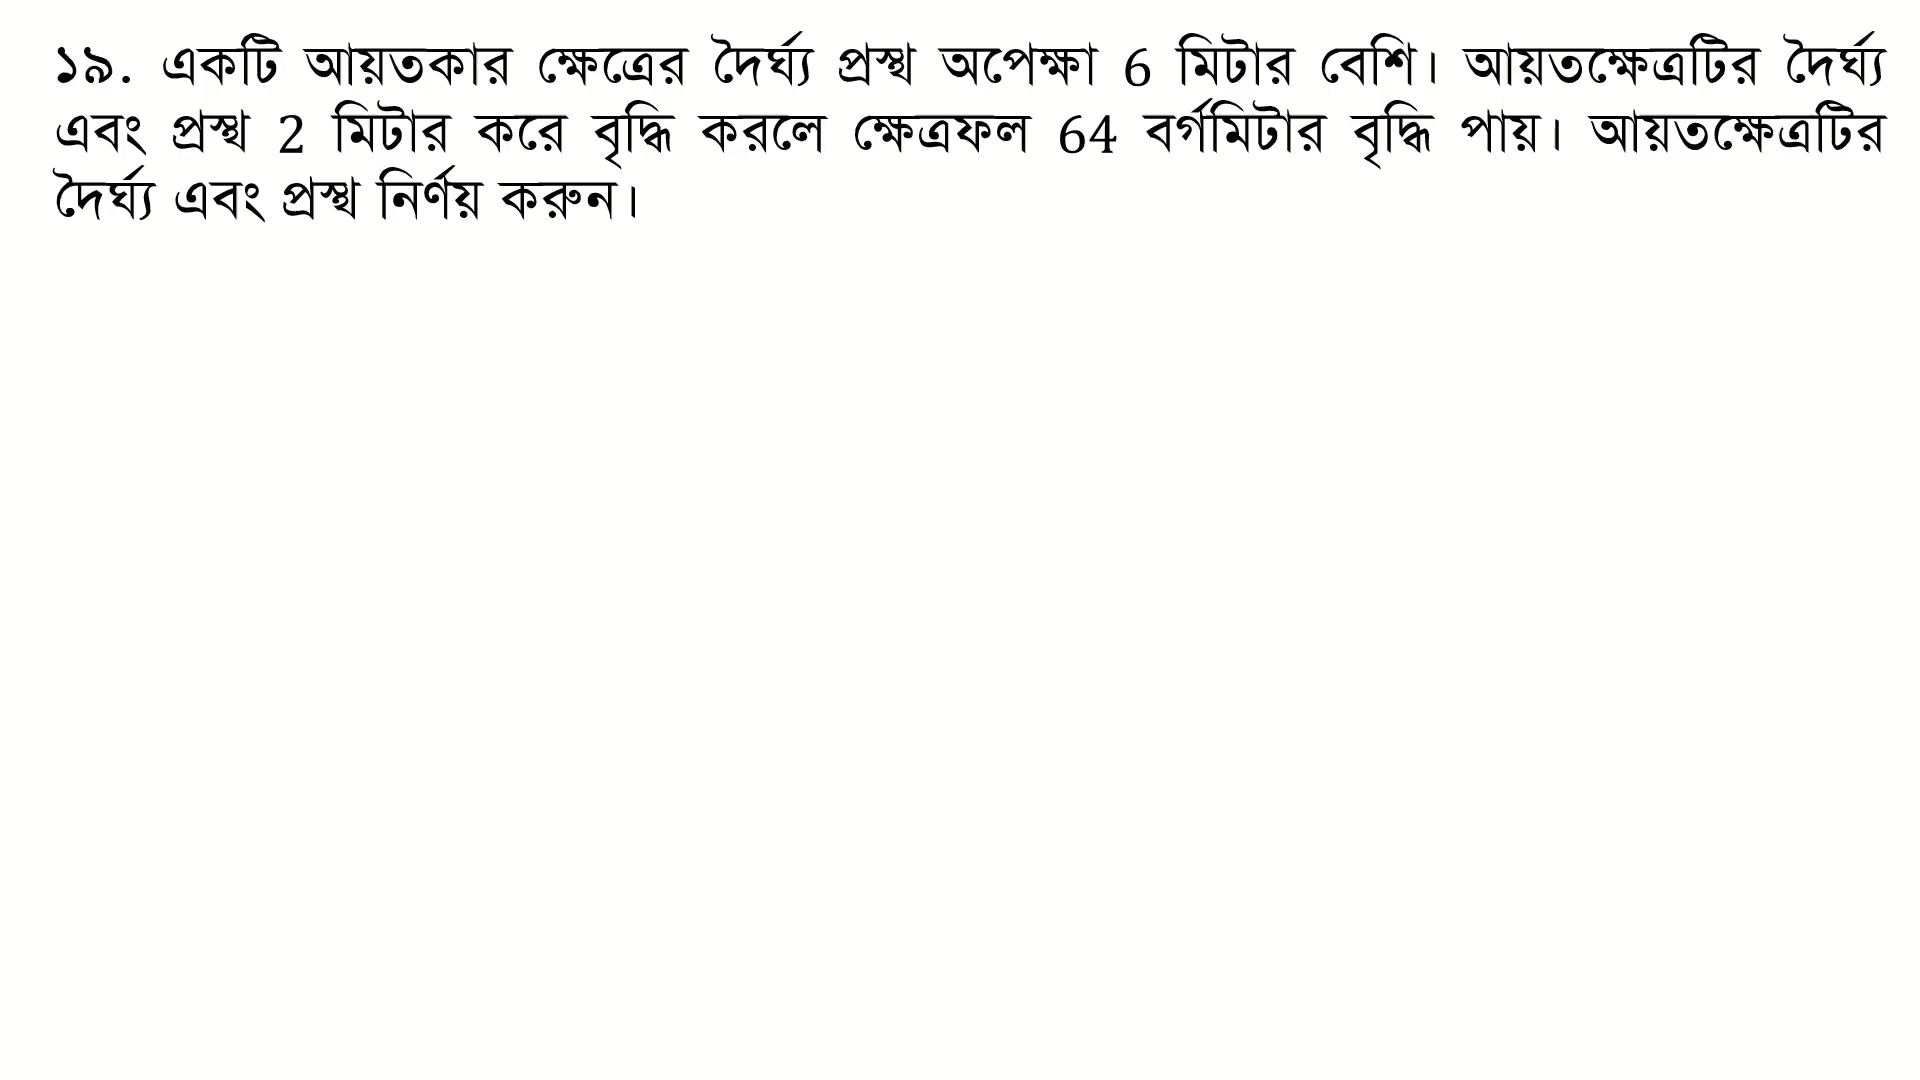 ১৯. একটি আয়তকার ক্ষেত্রের দৈর্ঘ্য প্রস্থ অপেক্ষা 6 মিটার বেশি। আয়তক্ষেত্রটির দৈর্ঘ্য
এবং প্রস্থ 2 মিটার করে বৃদ্ধি করলে ক্ষেত্রফল 64 বর্গমিটার বৃদ্ধি পায়। আয়তক্ষেত্রটির
দৈর্ঘ্য এবং প্রস্থ নির্ণয় করুন।